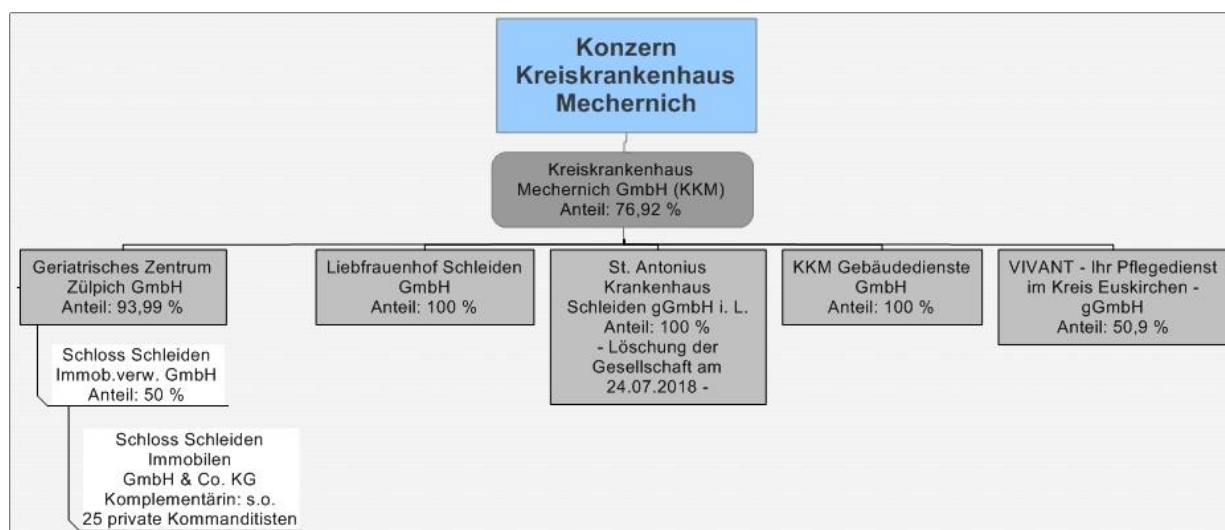 Konzern
Kreiskrankenhaus
Mechernich
Kreiskrankenhaus
Mechernich GmbH (KKM)
Anteil: 76,92 %
Geriatrisches Zentrum
Zülpich GmbH
Anteil: 93,99 %
Liebfrauenhof Schleiden
GmbH
Anteil: 100 %
St. Antonius
Krankenhaus
Schleiden gGmbH i. L.
Anteil: 100 %
- Löschung der
Gesellschaft am
24.07.2018 -
KKM Gebäudedienste
GmbH
Anteil: 100 %
VIVANT - Ihr Pflegedienst
im Kreis Euskirchen -
gGmbH
Anteil: 50,9 %
Schloss Schleiden
Immob.verw. GmbH
Anteil: 50 %
Schloss Schleiden
Immobilen
GmbH & Co. KG
Komplementärin: s.o.
25 private Kommanditisten